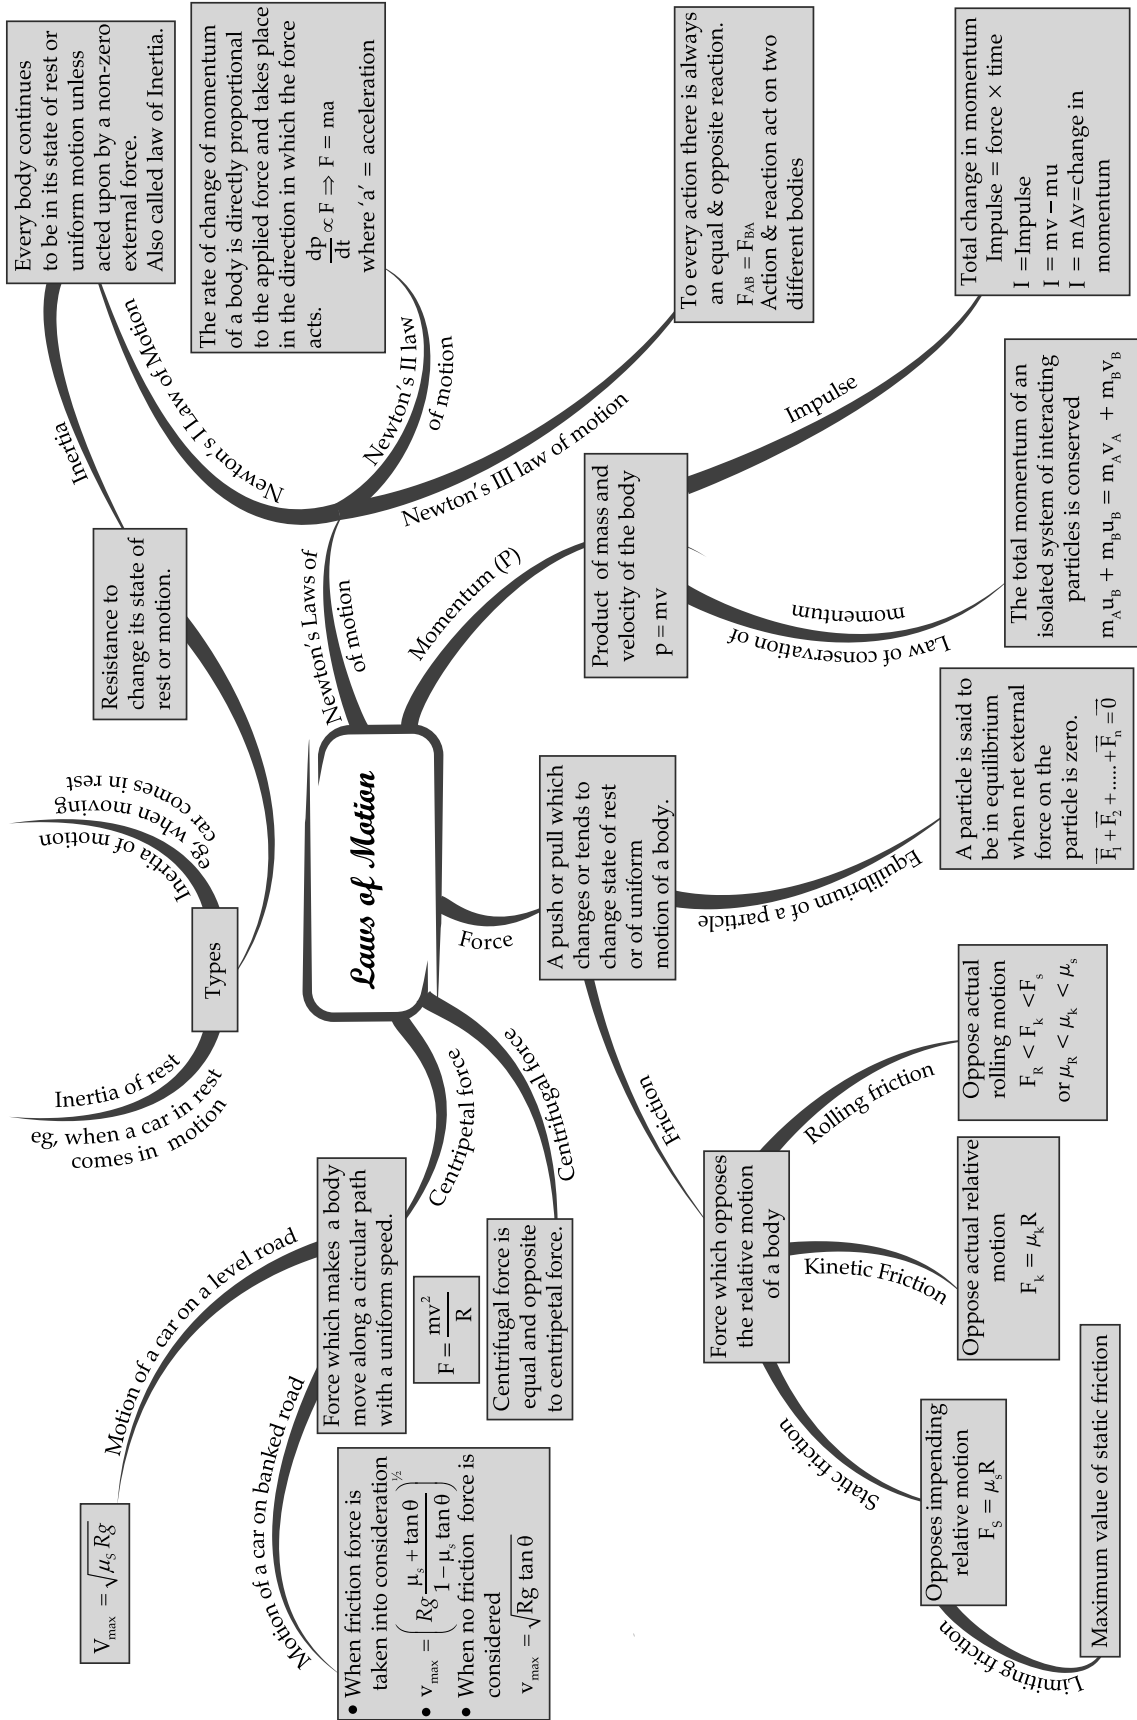 Laws of Motion
Newton's Laws of
of motion
Newton's I Law of Motion
Every body continues
to be in its state of rest or
uniform motion unless
acted upon by a non-zero
external force.
Also called law of Inertia.
Inertia
Resistance to
change its state of
rest or motion.
Types
Inertia of motion
eg, when moving
car comes in rest
Inertia of rest
eg, when a car in rest
comes in motion
Newton's II law
of motion
The rate of change of momentum
of a body is directly proportional
to the applied force and takes place
in the direction in which the force
acts.
dp/dt ∝ F ⇒ F = ma
where 'a' = acceleration
Newton's III law of motion
To every action there is always
an equal & opposite reaction.
F_AB = F_BA
Action & reaction act on two
different bodies
Momentum (P)
Product of mass and
velocity of the body
p = mv
Impulse
Total change in momentum
Impulse = force × time
I = Impulse
I = mv – mu
I = m Δv=change in
momentum
Law of conservation of
momentum
The total momentum of an
isolated system of interacting
particles is conserved
m_A u_B + m_B u_B = m_A v_A + m_B v_B
Force
A push or pull which
changes or tends to
change state of rest
or of uniform
motion of a body.
Equilibrium of a particle
A particle is said to
be in equilibrium
when net external
force on the
particle is zero.
F⃗₁ + F⃗₂ + ..... + F⃗ₙ = 0⃗
Friction
Force which opposes
the relative motion
of a body
Rolling friction
Oppose actual
rolling motion
F_R < F_k < F_s
or μ_R < μ_k < μ_s
Kinetic Friction
Oppose actual relative
motion
F_k = μ_k R
Static friction
Opposes impending
relative motion
F_S = μ_s R
Limiting friction
Maximum value of static friction
Centrifugal force
Centrifugal force is
equal and opposite
to centripetal force.
Centripetal force
Force which makes a body
move along a circular path
with a uniform speed.
F = mv²/R
Motion of a car on a level road
V_max = √(μ_S Rg)
Motion of a car on banked road
• When friction force is
taken into consideration
• v_max = (Rg (μ_s + tan θ)/(1 – μ_s tan θ))^½
• When no friction force is
considered
v_max = √(Rg tan θ)